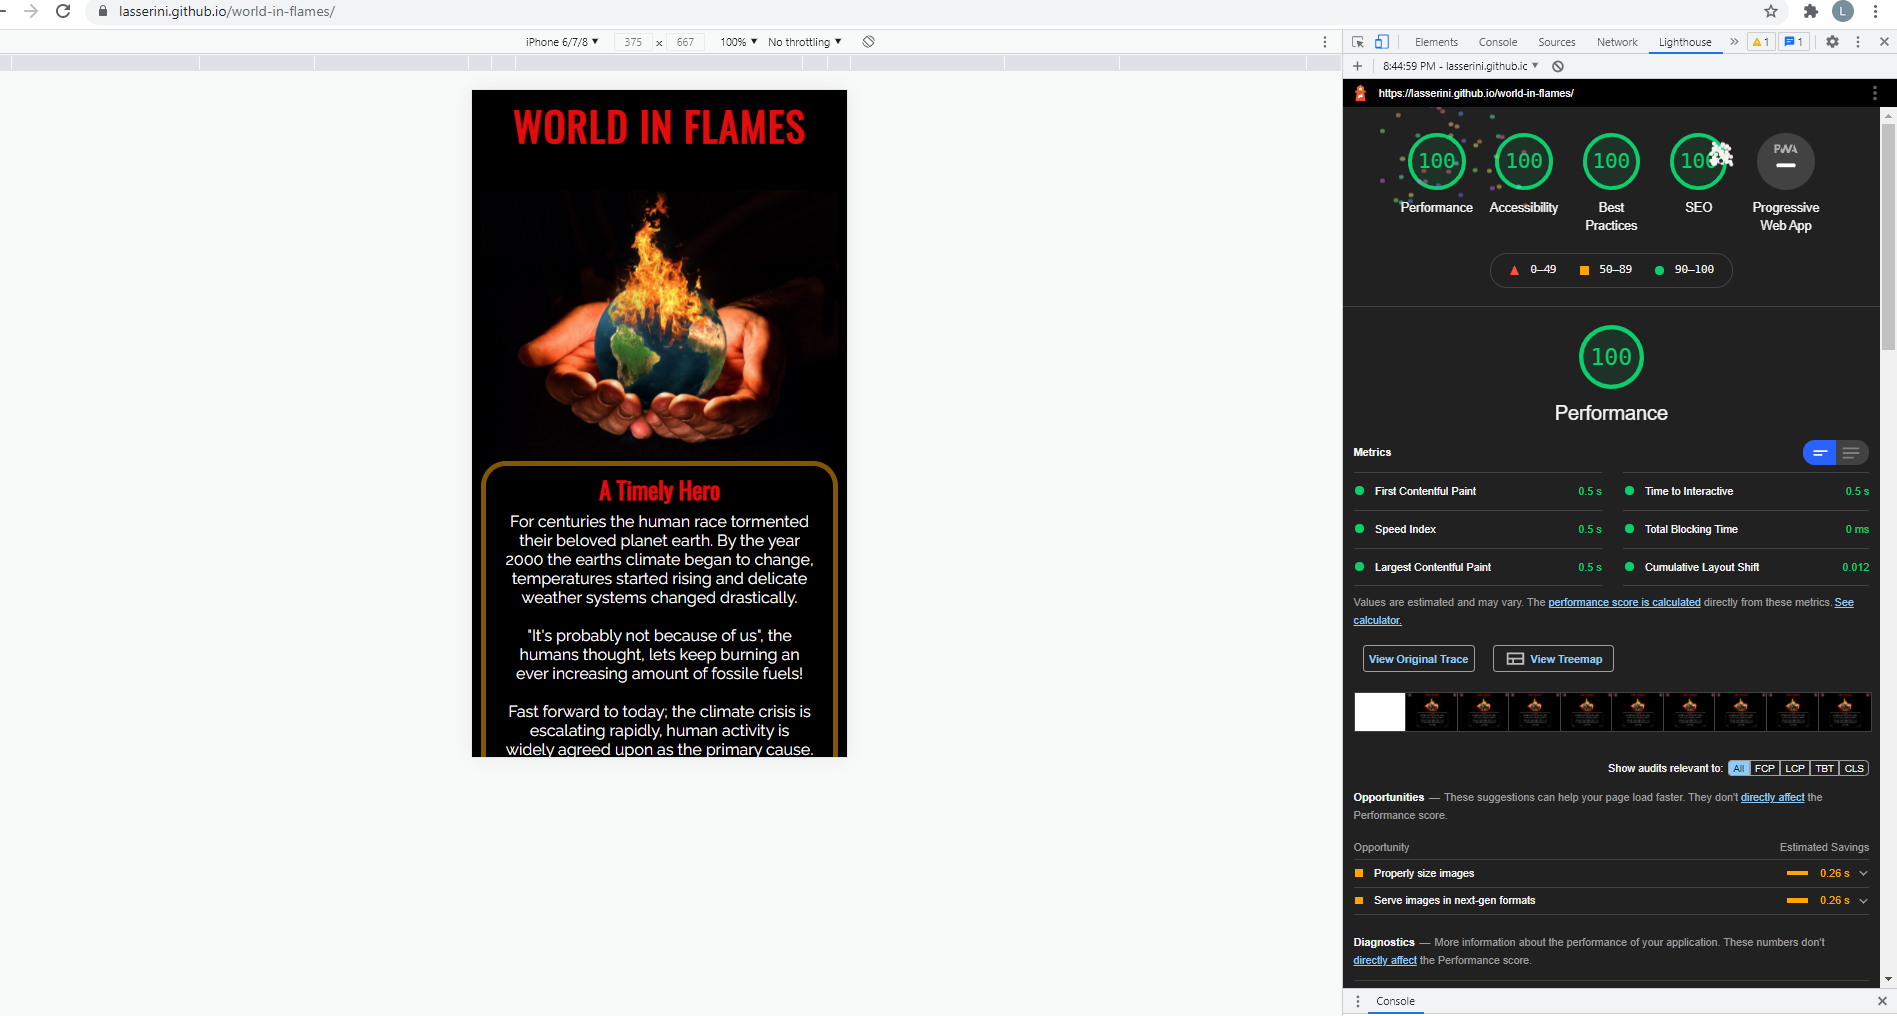 lasserini.github.io/world-in-flames/
L
iPhone 6/7/8 ▼ 375 x 667 100% ▼ No throttling ▼
WORLD IN FLAMES
A Timely Hero
For centuries the human race tormented
their beloved planet earth. By the year
2000 the earths climate began to change,
temperatures started rising and delicate
weather systems changed drastically.
"It's probably not because of us", the
humans thought, lets keep burning an
ever increasing amount of fossile fuels!
Fast forward to today; the climate crisis is
escalating rapidly, human activity is
widely agreed upon as the primary cause.
Elements Console Sources Network Lighthouse » 1 1
+ 8:44:59 PM - lasserini.github.ic ▼
https://lasserini.github.io/world-in-flames/
100 100 100 100 PWA
Performance Accessibility Best Practices SEO Progressive Web App
0–49 50–89 90–100
100
Performance
Metrics
First Contentful Paint 0.5 s Time to Interactive 0.5 s
Speed Index 0.5 s Total Blocking Time 0 ms
Largest Contentful Paint 0.5 s Cumulative Layout Shift 0.012
Values are estimated and may vary. The performance score is calculated directly from these metrics. See
calculator.
View Original Trace View Treemap
Show audits relevant to: All FCP LCP TBT CLS
Opportunities — These suggestions can help your page load faster. They don't directly affect the
Performance score.
Opportunity Estimated Savings
Properly size images 0.26 s
Serve images in next-gen formats 0.26 s
Diagnostics — More information about the performance of your application. These numbers don't
directly affect the Performance score.
Console